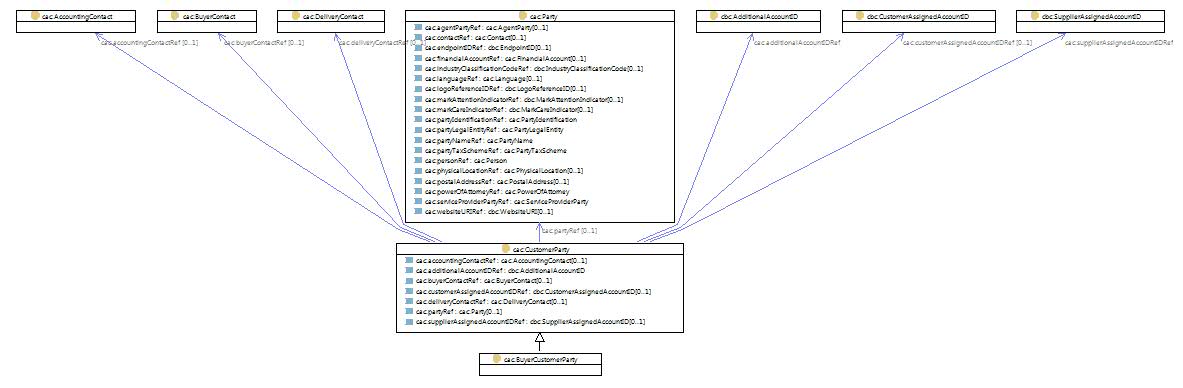 cac:AccountingContact
cac:BuyerContact
cac:DeliveryContact
cac:Party
cbc:AdditionalAccountID
cbc:CustomerAssignedAccountID
cbc:SupplierAssignedAccountID
cac:accountingContactRef [0..1]
cac:buyerContactRef [0..1]
cac:deliveryContactRef
cac:additionalAccountIDRef
cac:customerAssignedAccountIDRef [0..1]
cac:supplierAssignedAccountIDRef
cac:agentPartyRef : cac:AgentParty[0..1]
cac:contactRef : cac:Contact[0..1]
cac:endpointIDRef : cbc:EndpointID[0..1]
cac:financialAccountRef : cac:FinancialAccount[0..1]
cac:industryClassificationCodeRef : cbc:IndustryClassificationCode[0..1]
cac:languageRef : cac:Language[0..1]
cac:logoReferenceIDRef : cbc:LogoReferenceID[0..1]
cac:markAttentionIndicatorRef : cbc:MarkAttentionIndicator[0..1]
cac:markCareIndicatorRef : cbc:MarkCareIndicator[0..1]
cac:partyIdentificationRef : cac:PartyIdentification
cac:partyLegalEntityRef : cac:PartyLegalEntity
cac:partyNameRef : cac:PartyName
cac:partyTaxSchemeRef : cac:PartyTaxScheme
cac:personRef : cac:Person
cac:physicalLocationRef : cac:PhysicalLocation[0..1]
cac:postalAddressRef : cac:PostalAddress[0..1]
cac:powerOfAttorneyRef : cac:PowerOfAttorney
cac:serviceProviderPartyRef : cac:ServiceProviderParty
cac:websiteURIRef : cbc:WebsiteURI[0..1]
cac:partyRef [0..1]
cac:CustomerParty
cac:accountingContactRef : cac:AccountingContact[0..1]
cac:additionalAccountIDRef : cbc:AdditionalAccountID
cac:buyerContactRef : cac:BuyerContact[0..1]
cac:customerAssignedAccountIDRef : cbc:CustomerAssignedAccountID[0..1]
cac:deliveryContactRef : cac:DeliveryContact[0..1]
cac:partyRef : cac:Party[0..1]
cac:supplierAssignedAccountIDRef : cbc:SupplierAssignedAccountID[0..1]
cac:BuyerCustomerParty